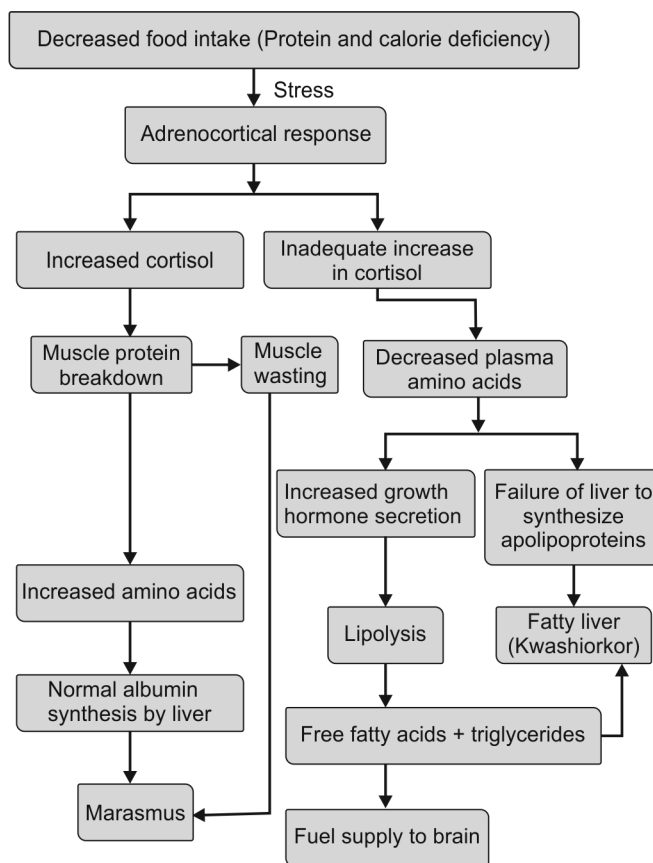 Decreased food intake (Protein and calorie deficiency)
Stress
Adrenocortical response
Increased cortisol
Inadequate increase
in cortisol
Muscle protein
breakdown
Muscle
wasting
Decreased plasma
amino acids
Increased growth
hormone secretion
Failure of liver to
synthesize
apolipoproteins
Increased amino acids
Lipolysis
Fatty liver
(Kwashiorkor)
Normal albumin
synthesis by liver
Free fatty acids + triglycerides
Marasmus
Fuel supply to brain